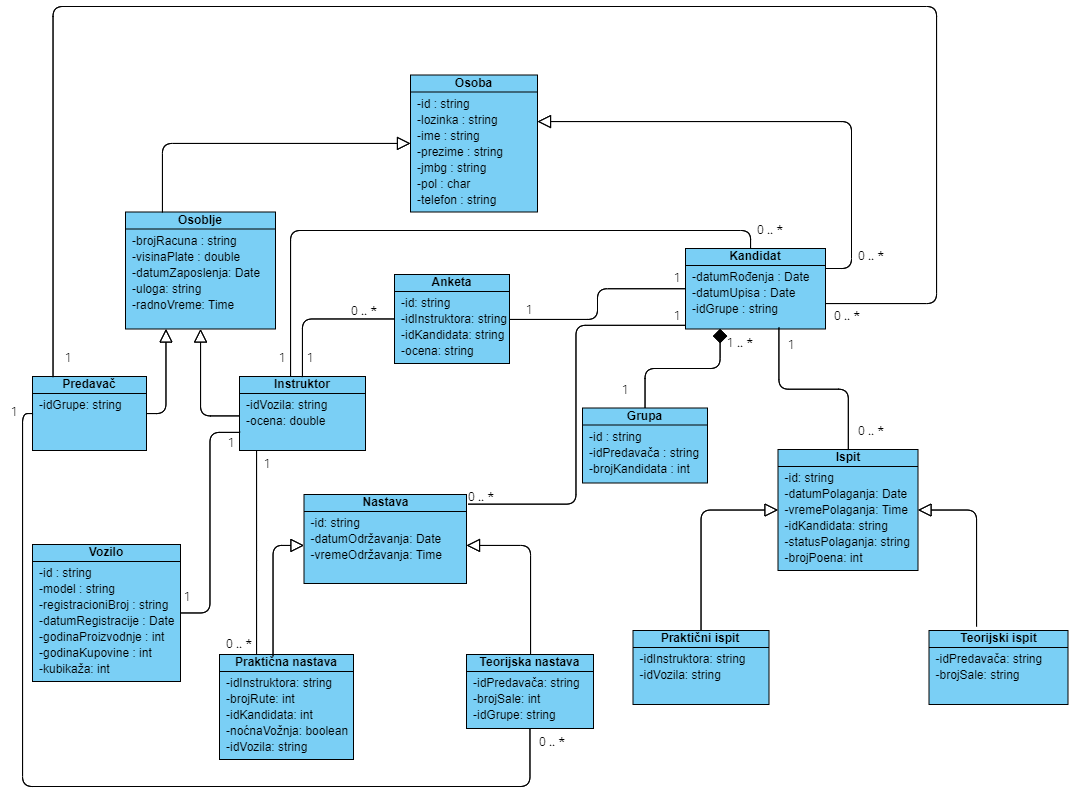 Osoba
-id : string
-lozinka : string
-ime : string
-prezime : string
-jmbg : string
-pol : char
-telefon : string
Osoblje
-brojRacuna : string
-visinaPlate : double
-datumZaposlenja: Date
-uloga: string
-radnoVreme: Time
0 .. *
Kandidat
-datumRođenja : Date
-datumUpisa : Date
-idGrupe : string
0 .. *
0 .. *
1
1
1 .. *
1
Anketa
-id: string
-idInstruktora: string
-idKandidata: string
-ocena: string
0 .. *
1
1
1
1
Predavač
-idGrupe: string
1
Instruktor
-idVozila: string
-ocena: double
1
1
1
Grupa
-id : string
-idPredavača : string
-brojKandidata : int
0 .. *
Ispit
-id: string
-datumPolaganja: Date
-vremePolaganja: Time
-idKandidata: string
-statusPolaganja: string
-brojPoena: int
Nastava
-id: string
-datumOdržavanja: Date
-vremeOdržavanja: Time
0 .. *
Vozilo
-id : string
-model : string
-registracioniBroj : string
-datumRegistracije : Date
-godinaProizvodnje : int
-godinaKupovine : int
-kubikaža: int
1
0 .. *
Praktična nastava
-idInstruktora: string
-brojRute: int
-idKandidata: int
-noćnaVožnja: boolean
-idVozila: string
Teorijska nastava
-idPredavača: string
-brojSale: int
-idGrupe: string
0 .. *
Praktični ispit
-idInstruktora: string
-idVozila: string
Teorijski ispit
-idPredavača: string
-brojSale: string